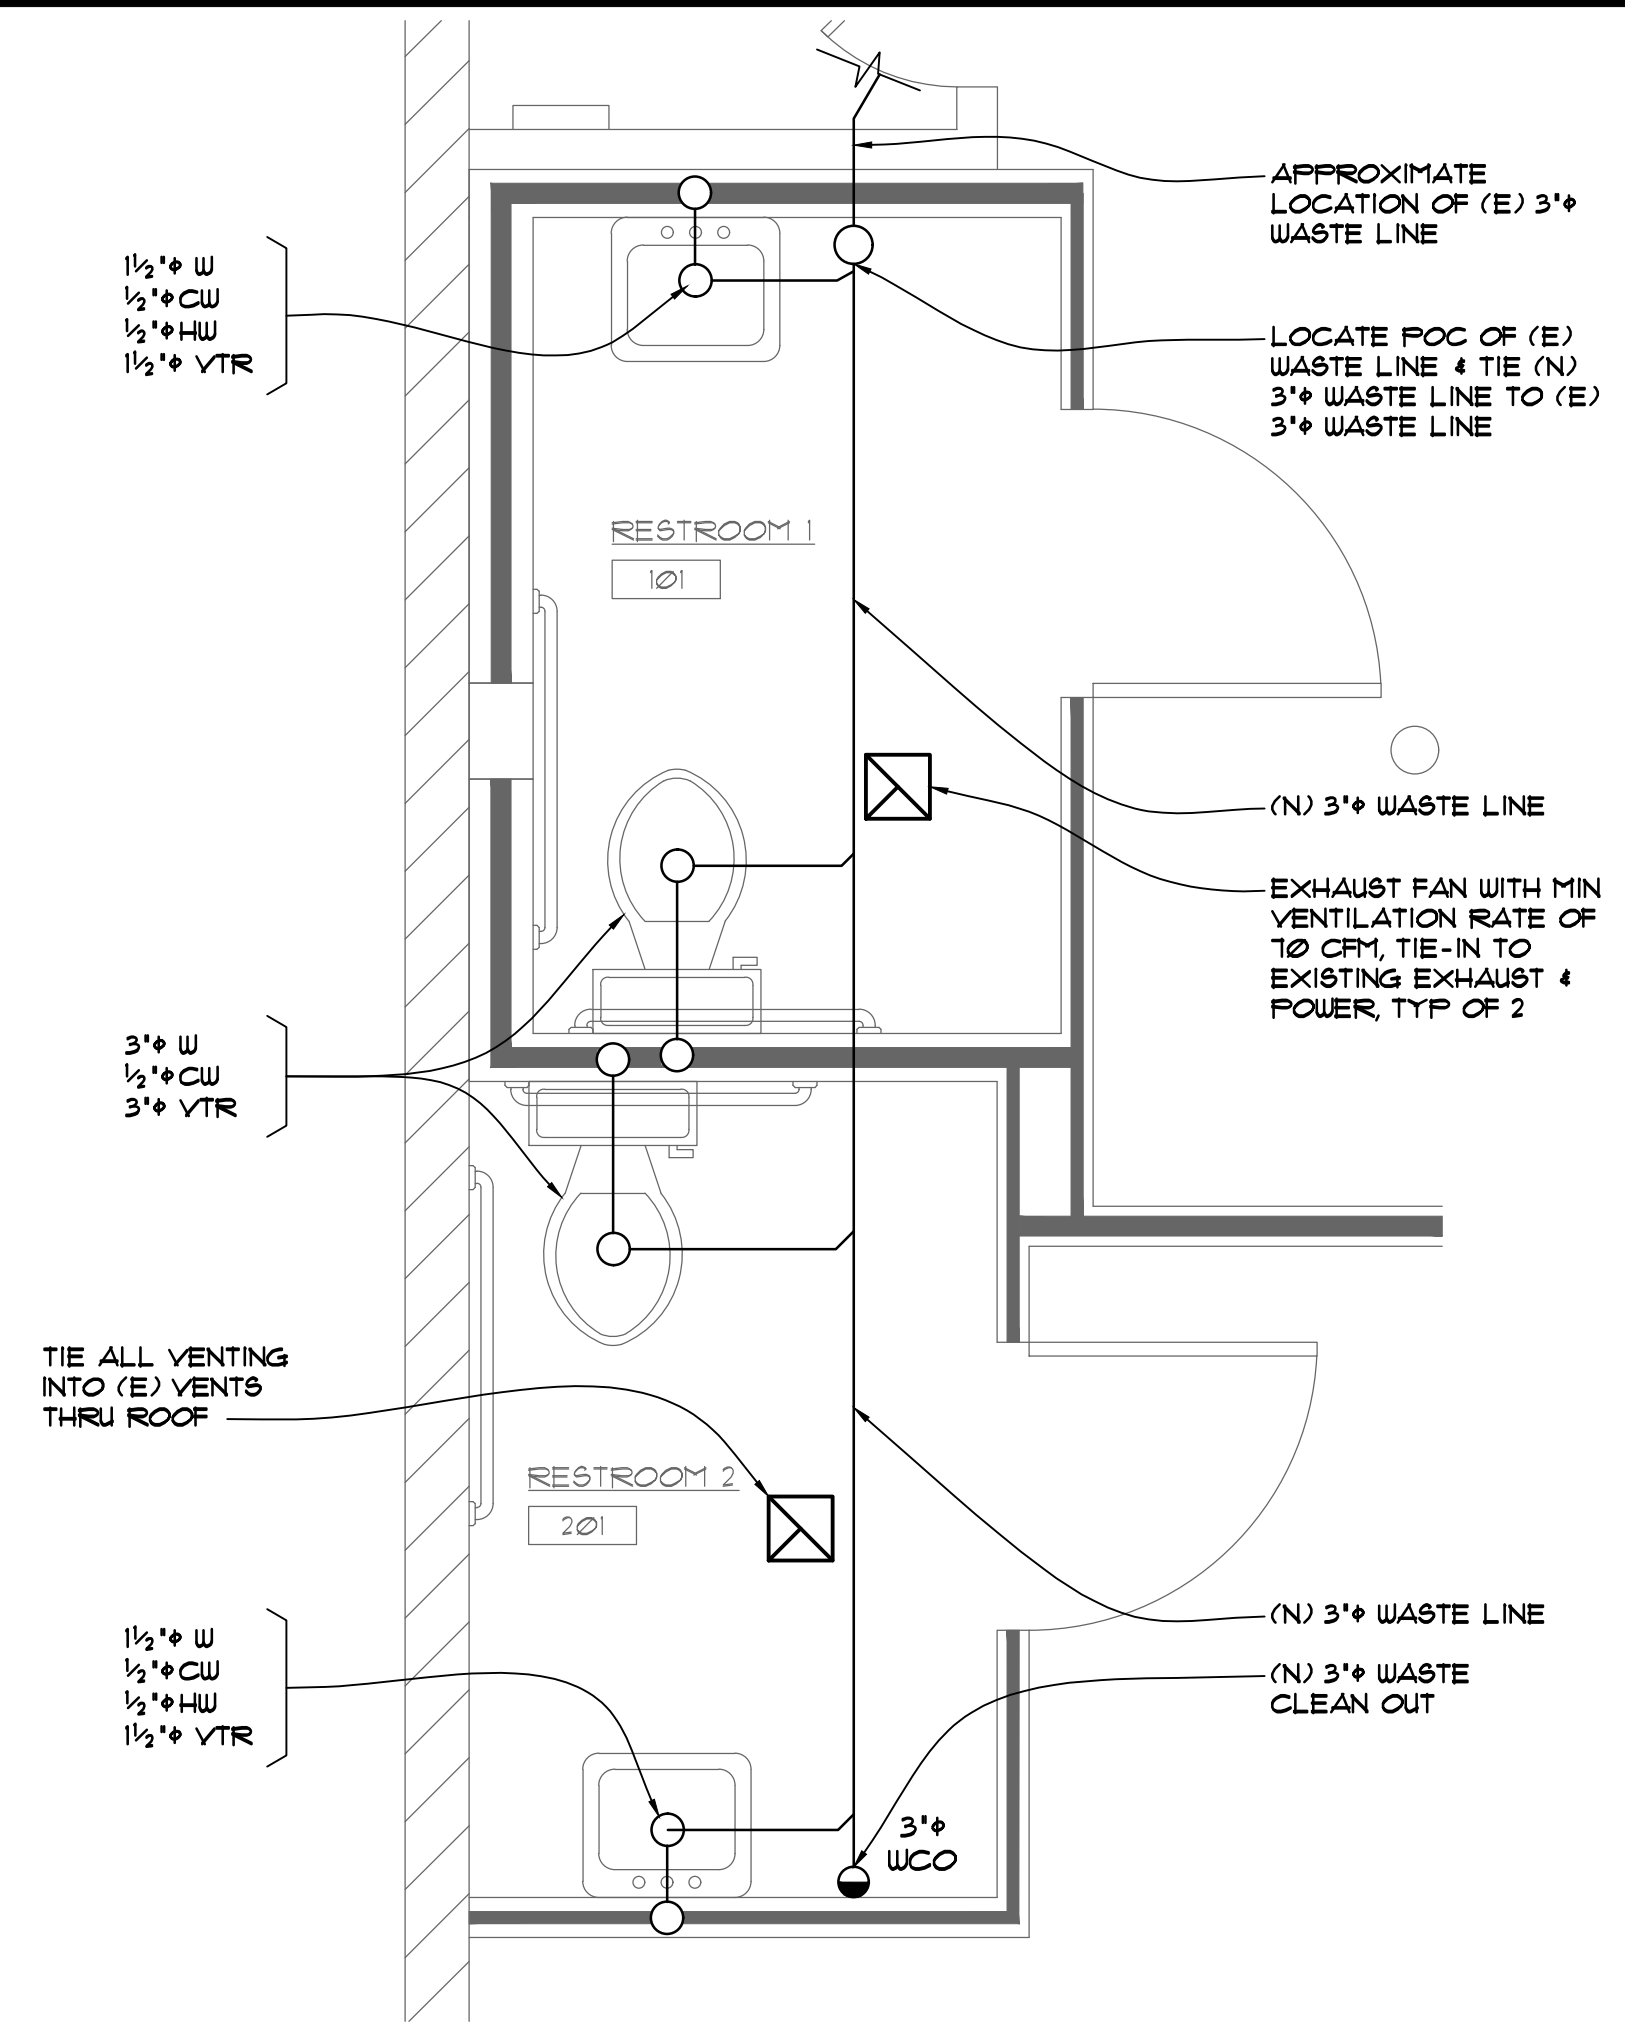 APPROXIMATE
LOCATION OF (E) 3"ϕ
WASTE LINE
1½"ϕ W
½"ϕ CW
½"ϕ HW
1½"ϕ VTR
LOCATE POC OF (E)
WASTE LINE & TIE (N)
3"ϕ WASTE LINE TO (E)
3"ϕ WASTE LINE
RESTROOM 1
101
(N) 3"ϕ WASTE LINE
EXHAUST FAN WITH MIN
VENTILATION RATE OF
70 CFM, TIE-IN TO
EXISTING EXHAUST &
POWER, TYP OF 2
3"ϕ W
½"ϕ CW
3"ϕ VTR
TIE ALL VENTING
INTO (E) VENTS
THRU ROOF
RESTROOM 2
201
(N) 3"ϕ WASTE LINE
1½"ϕ W
½"ϕ CW
½"ϕ HW
1½"ϕ VTR
(N) 3"ϕ WASTE
CLEAN OUT
3"ϕ
WCO